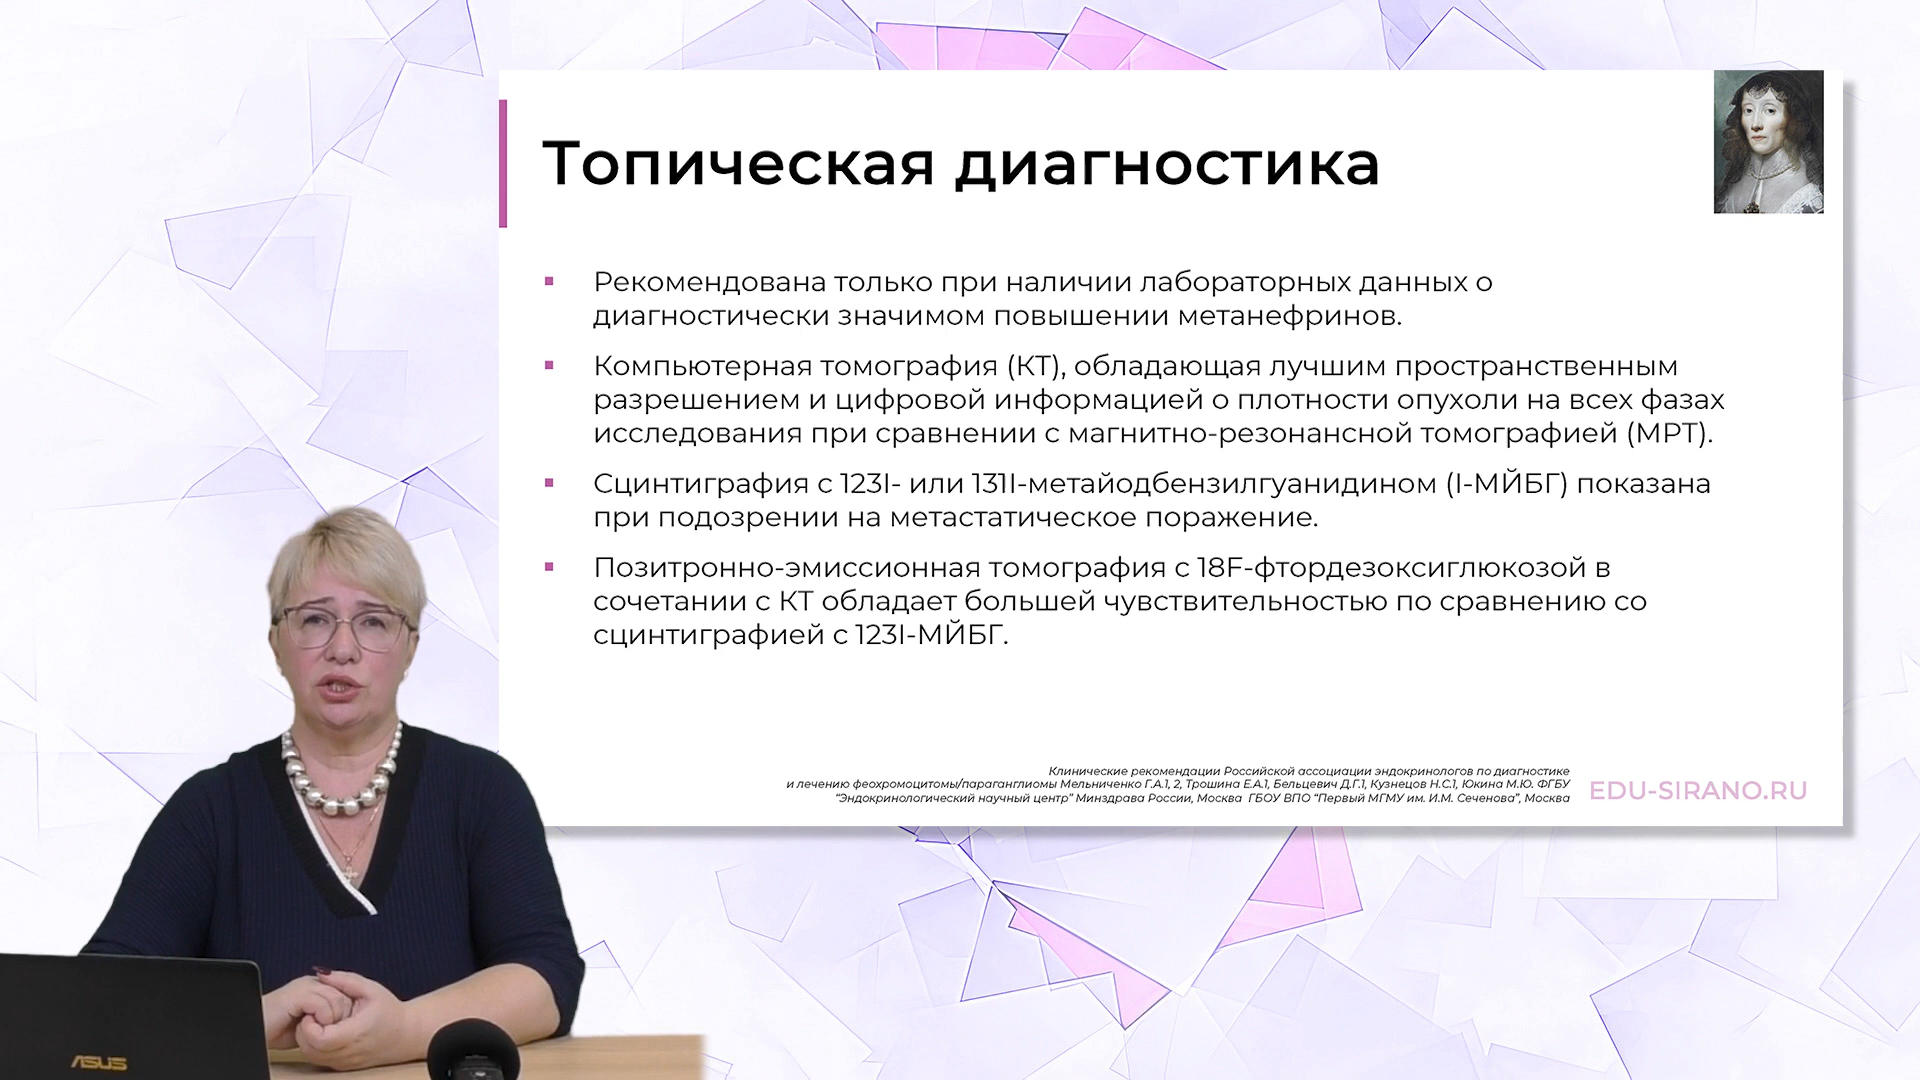 Топическая диагностика
Рекомендована только при наличии лабораторных данных о
диагностически значимом повышении метанефринов.
Компьютерная томография (КТ), обладающая лучшим пространственным
разрешением и цифровой информацией о плотности опухоли на всех фазах
исследования при сравнении с магнитно-резонансной томографией (МРТ).
Сцинтиграфия с 123I- или 131I-метайодбензилгуанидином (I-МЙБГ) показана
при подозрении на метастатическое поражение.
Позитронно-эмиссионная томография с 18F-фтордезоксиглюкозой в
сочетании с КТ обладает большей чувствительностью по сравнению со
сцинтиграфией с 123I-МЙБГ.
Клинические рекомендации Российской ассоциации эндокринологов по диагностике
и лечению феохромоцитомы/параганглиомы Мельниченко Г.А.1, 2, Трошина Е.А.1, Бельцевич Д.Г.1, Кузнецов Н.С.1, Юкина М.Ю. ФГБУ
“Эндокринологический научный центр” Минздрава России, Москва ГБОУ ВПО “Первый МГМУ им. И.М. Сеченова”, Москва
EDU-SIRANO.RU
ASUS